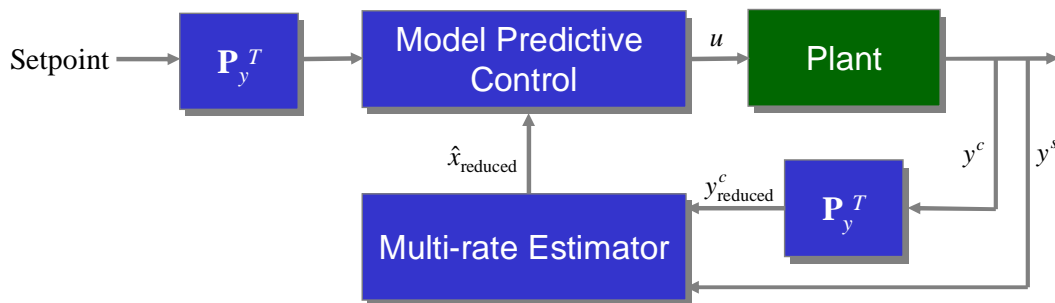 Setpoint
P_y^T
Model Predictive
Control
u
Plant
x̂_reduced
y^c_reduced
P_y^T
y^c
y^s
Multi-rate Estimator